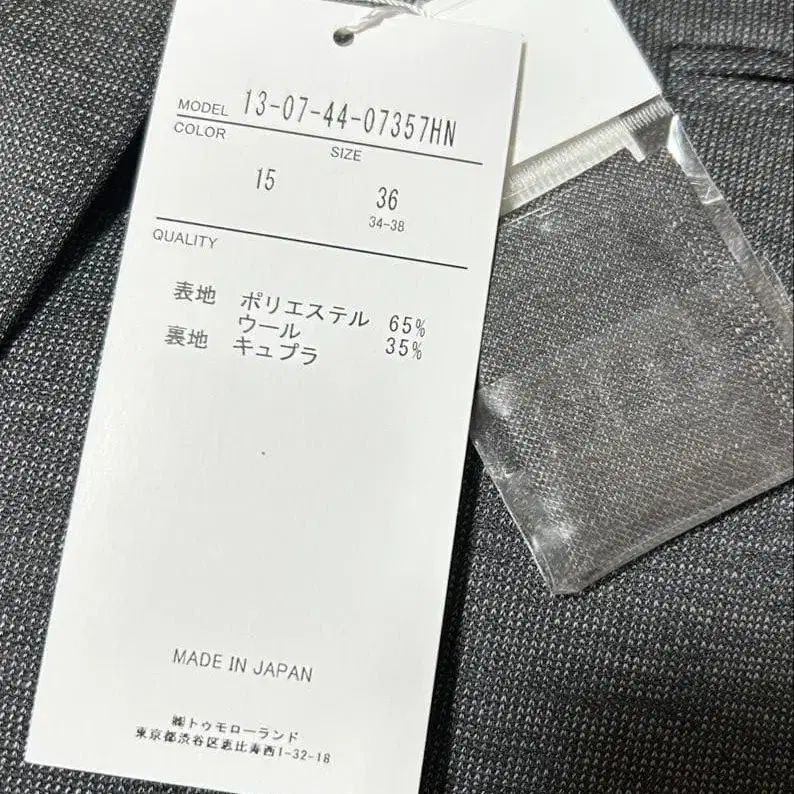 MODEL 13-07-44-07357HN
COLOR SIZE
15 36
34-38
QUALITY
表地 ポリエステル 65%
ウール 35%
裏地 キュプラ
MADE IN JAPAN
㈱トゥモローランド
東京都渋谷区恵比寿西1-32-18